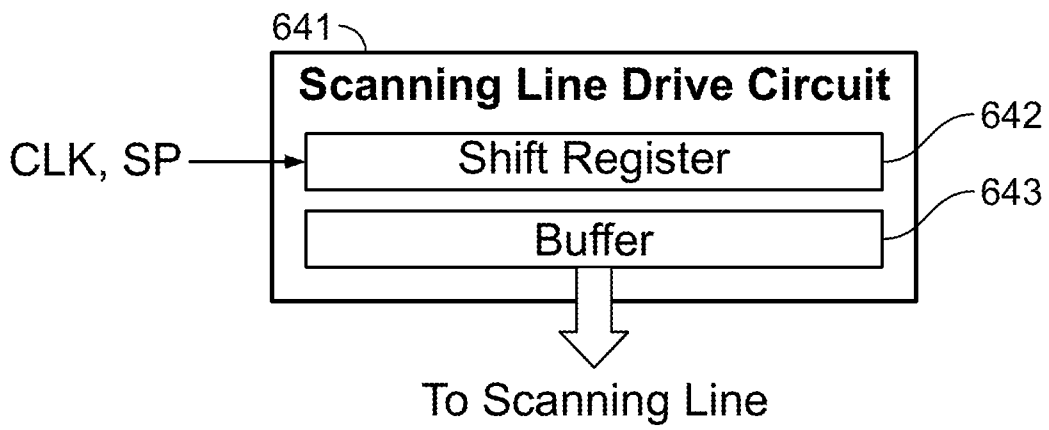 641
Scanning Line Drive Circuit
642
CLK, SP
Shift Register
643
Buffer
To Scanning Line